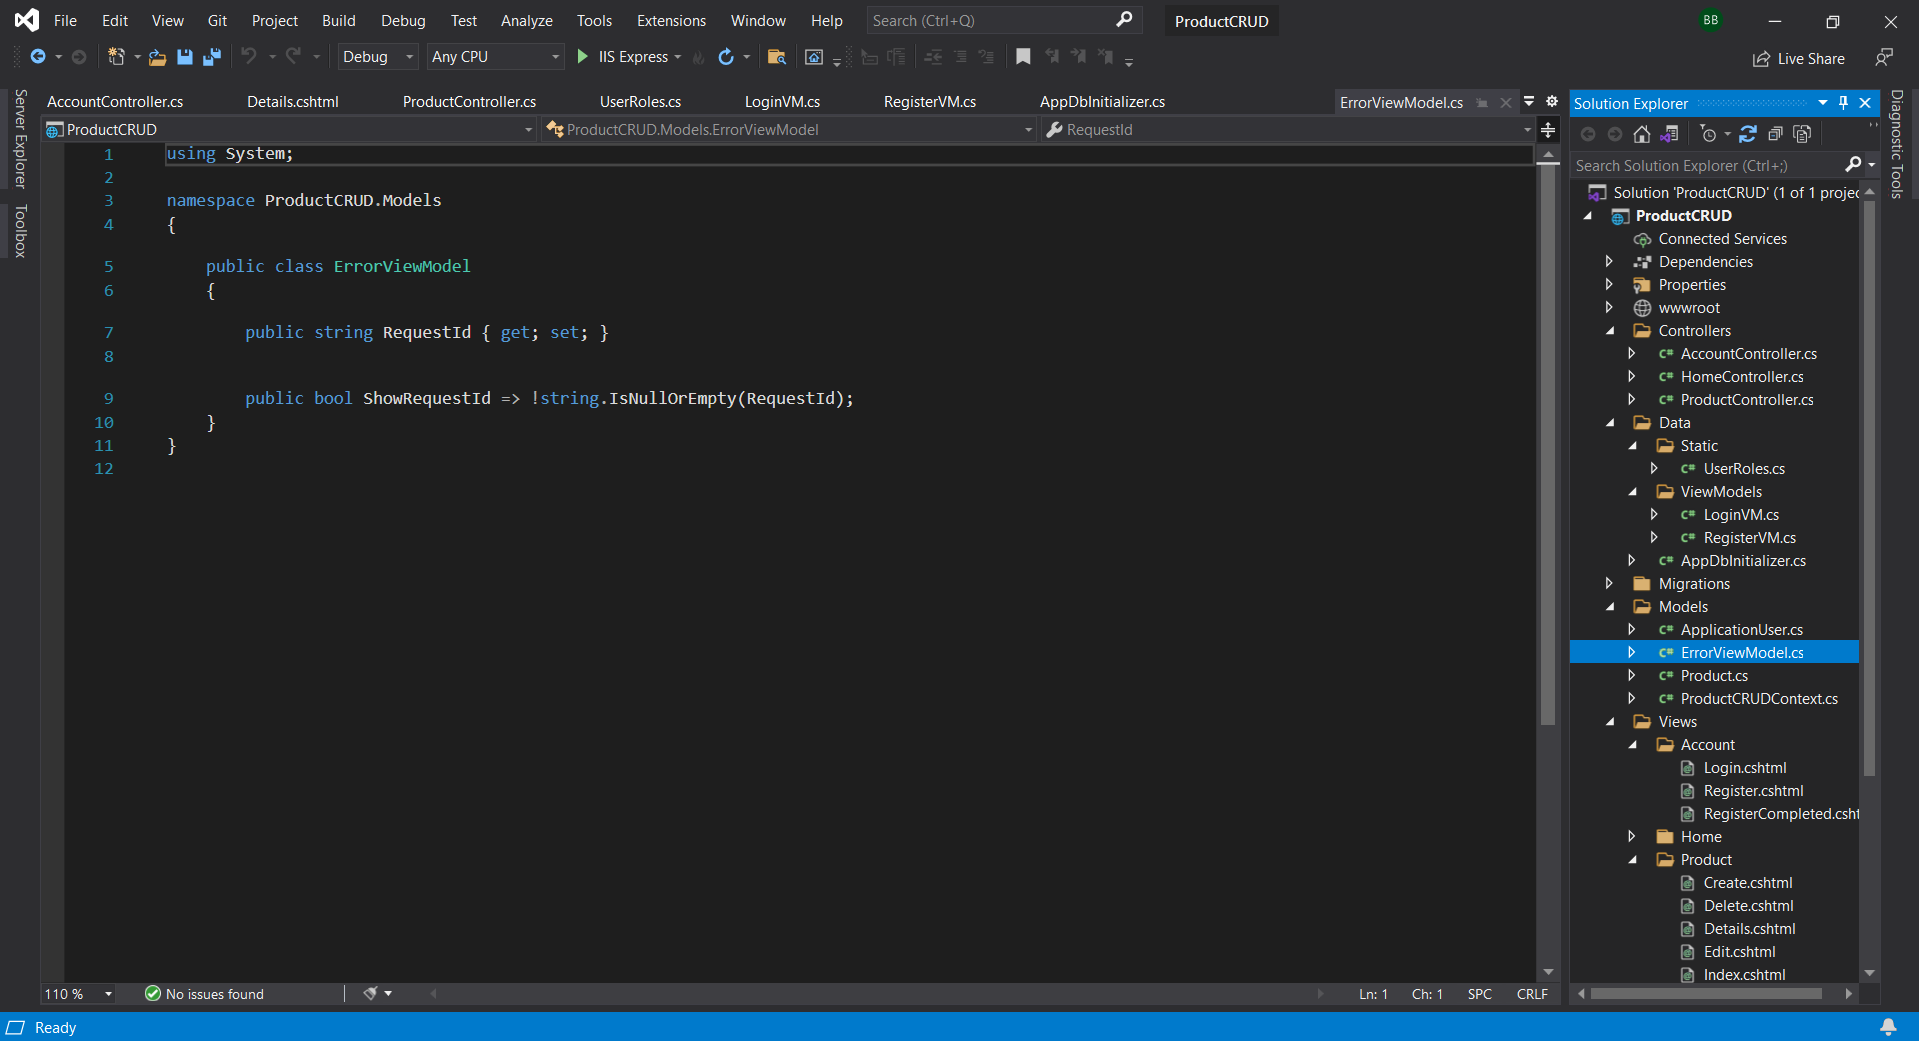 File Edit View Git Project Build Debug Test Analyze Tools Extensions Window Help Search (Ctrl+Q) ProductCRUD BB
Debug Any CPU IIS Express Live Share
Server Explorer
Toolbox
AccountController.cs Details.cshtml ProductController.cs UserRoles.cs LoginVM.cs RegisterVM.cs AppDbInitializer.cs ErrorViewModel.cs
ProductCRUD ProductCRUD.Models.ErrorViewModel RequestId
1 using System;
2
3 namespace ProductCRUD.Models
4 {
5 public class ErrorViewModel
6 {
7 public string RequestId { get; set; }
8
9 public bool ShowRequestId => !string.IsNullOrEmpty(RequestId);
10 }
11 }
12
110 % No issues found Ln: 1 Ch: 1 SPC CRLF
Solution Explorer
Search Solution Explorer (Ctrl+;)
Solution 'ProductCRUD' (1 of 1 projec
ProductCRUD
Connected Services
Dependencies
Properties
wwwroot
Controllers
C# AccountController.cs
C# HomeController.cs
C# ProductController.cs
Data
Static
C# UserRoles.cs
ViewModels
C# LoginVM.cs
C# RegisterVM.cs
C# AppDbInitializer.cs
Migrations
Models
C# ApplicationUser.cs
C# ErrorViewModel.cs
C# Product.cs
C# ProductCRUDContext.cs
Views
Account
Login.cshtml
Register.cshtml
RegisterCompleted.csht
Home
Product
Create.cshtml
Delete.cshtml
Details.cshtml
Edit.cshtml
Index.cshtml
Diagnostic Tools
Ready